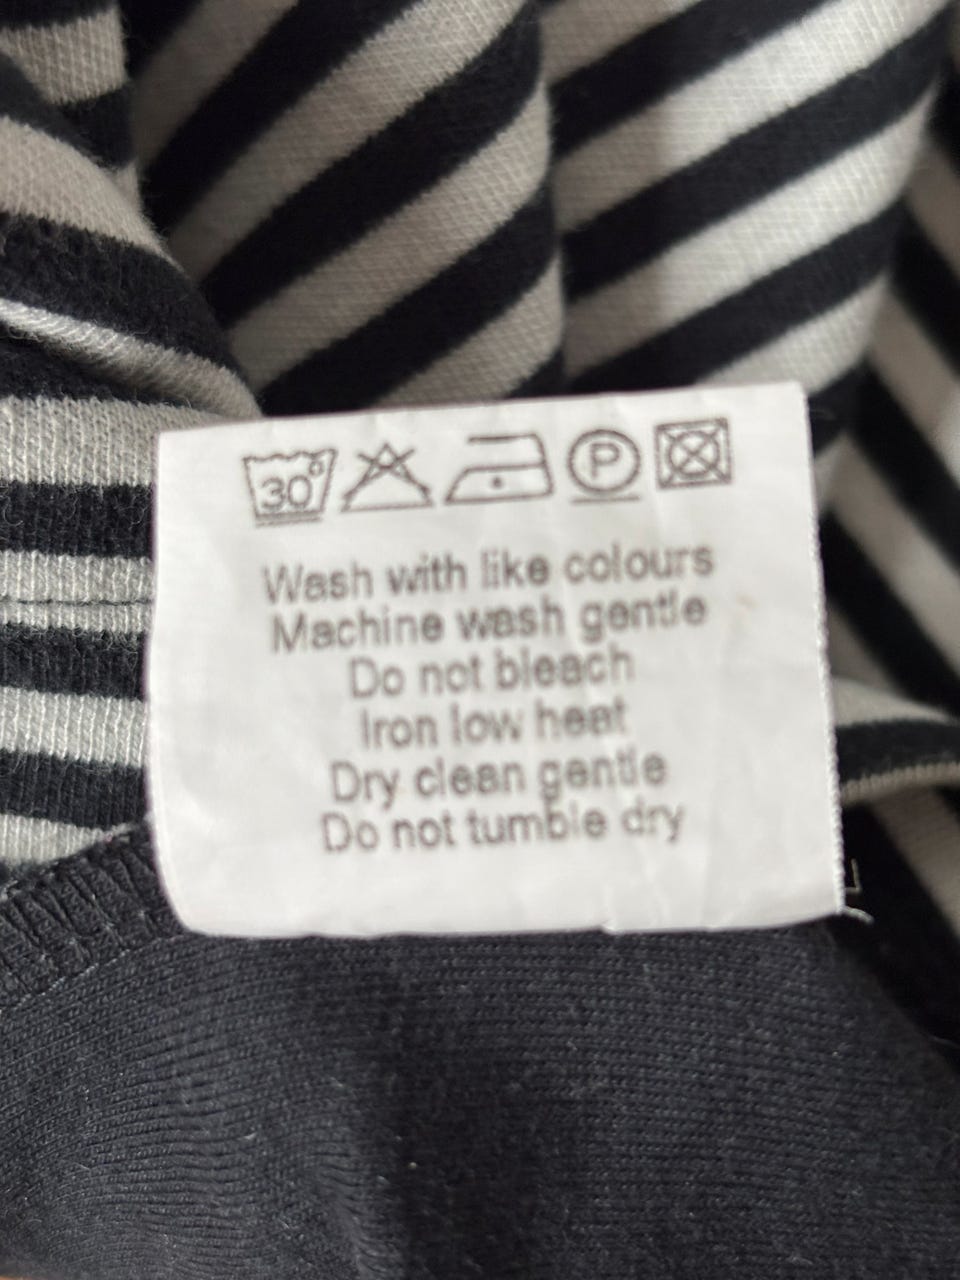 30° P
Wash with like colours
Machine wash gentle
Do not bleach
Iron low heat
Dry clean gentle
Do not tumble dry